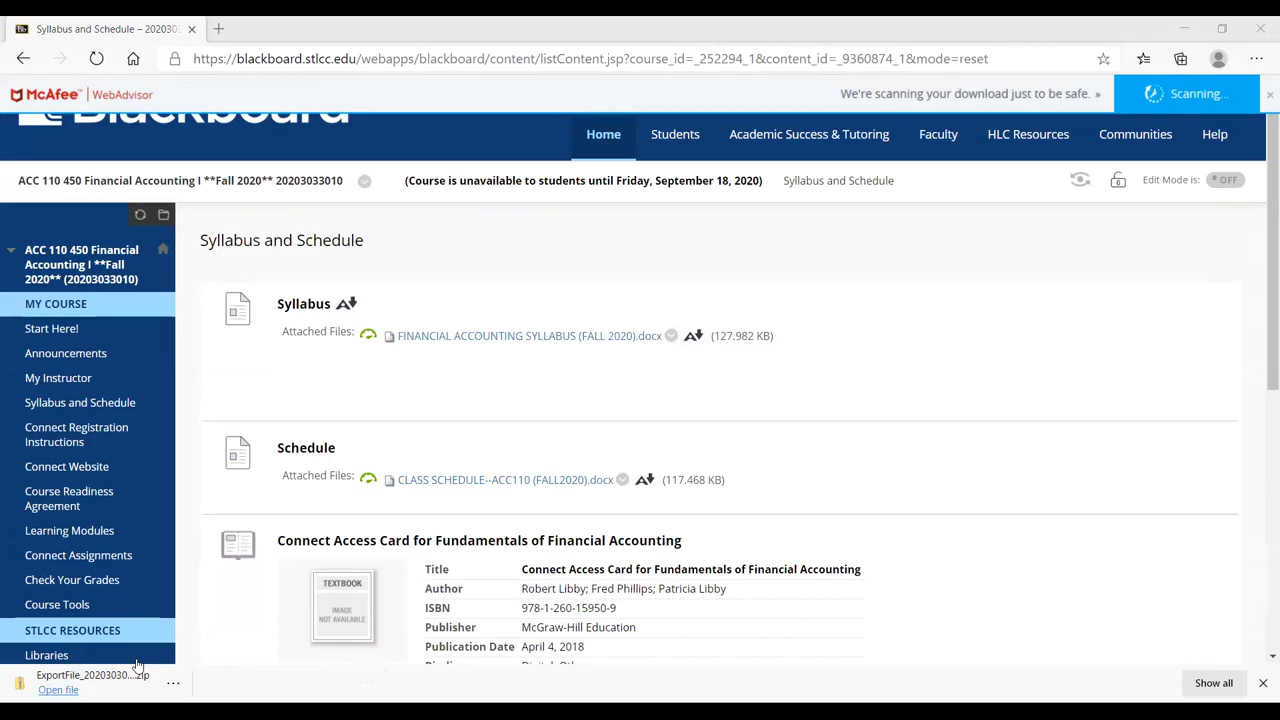 Syllabus and Schedule – 202030
https://blackboard.stlcc.edu/webapps/blackboard/content/listContent.jsp?course_id=_252294_1&content_id=_9360874_1&mode=reset
McAfee™ | WebAdvisor
We're scanning your download just to be safe. »
Scanning...
Blackboard
Home
Students
Academic Success & Tutoring
Faculty
HLC Resources
Communities
Help
ACC 110 450 Financial Accounting I **Fall 2020** 20203033010
(Course is unavailable to students until Friday, September 18, 2020)
Syllabus and Schedule
Edit Mode is:
OFF
ACC 110 450 Financial
Accounting I **Fall
2020** (20203033010)
MY COURSE
Start Here!
Announcements
My Instructor
Syllabus and Schedule
Connect Registration
Instructions
Connect Website
Course Readiness
Agreement
Learning Modules
Connect Assignments
Check Your Grades
Course Tools
STLCC RESOURCES
Libraries
Syllabus and Schedule
Syllabus
Attached Files:
FINANCIAL ACCOUNTING SYLLABUS (FALL 2020).docx
(127.982 KB)
Schedule
Attached Files:
CLASS SCHEDULE--ACC110 (FALL2020).docx
(117.468 KB)
Connect Access Card for Fundamentals of Financial Accounting
TEXTBOOK
IMAGE
NOT AVAILABLE
Title Connect Access Card for Fundamentals of Financial Accounting
Author Robert Libby; Fred Phillips; Patricia Libby
ISBN 978-1-260-15950-9
Publisher McGraw-Hill Education
Publication Date April 4, 2018
ExportFile_20203030....zip
Open file
Show all